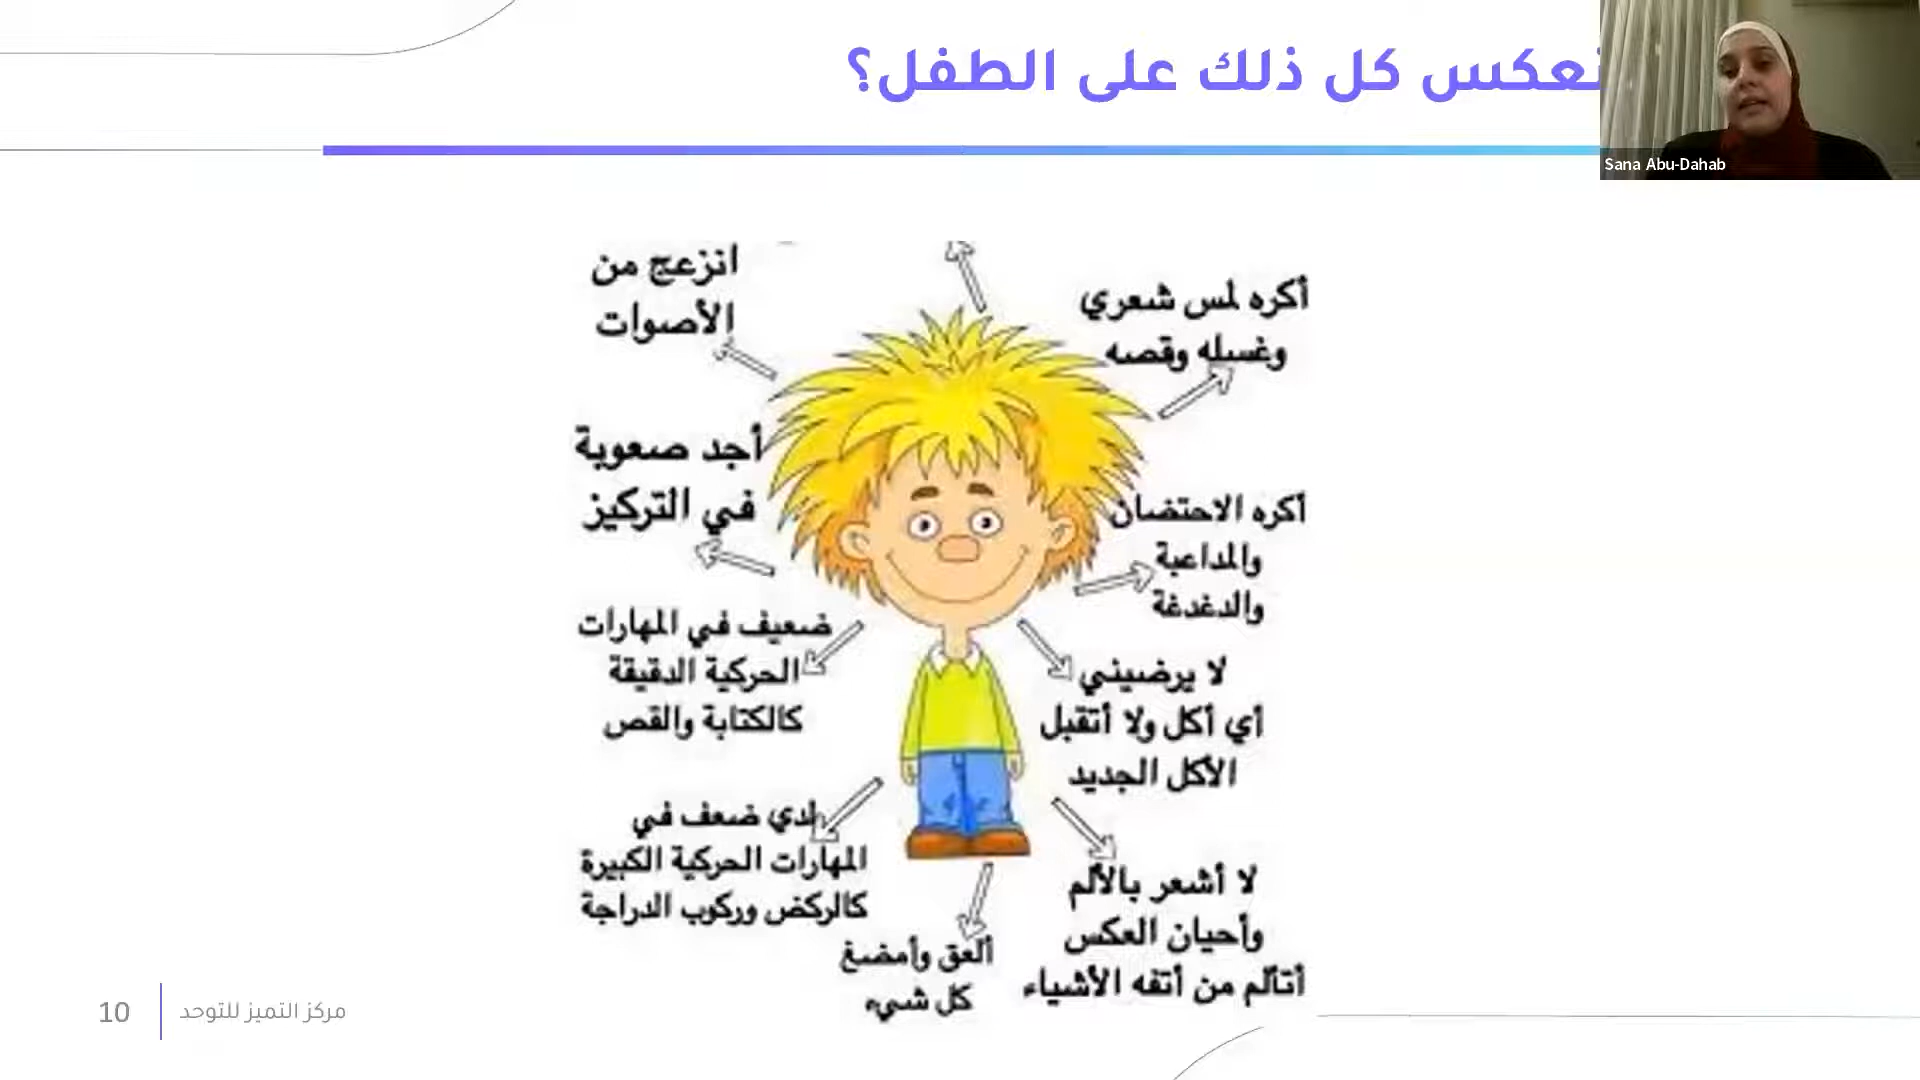 نعكس كل ذلك على الطفل؟
Sana Abu-Dahab
أكره لمس شعري
وغسيله وقصه
انزعج من
الأصوات
أكره الاحتضان
والمداعبة
والدغدغة
أجد صعوبة
في التركيز
لا يرضيني
أي أكل ولا أتقبل
الأكل الجديد
ضعيف في المهارات
الحركية الدقيقة
كالكتابة والقص
لا أشعر بالألم
وأحيان العكس
أتألم من أتفه الأشياء
لدي ضعف في
المهارات الحركية الكبيرة
كالركض وركوب الدراجة
ألعق وأمضغ
كل شيء
مركز التميز للتوحد
10